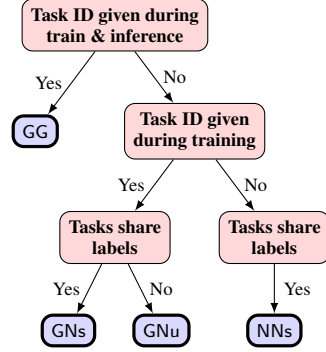 Task ID given during
train & inference
Yes
No
GG
Task ID given
during training
Yes
No
Tasks share
labels
Tasks share
labels
Yes
No
Yes
GNs
GNu
NNs